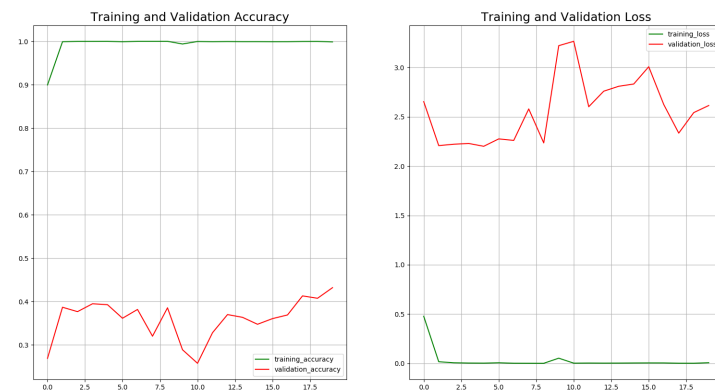 Training and Validation Accuracy
1.0
0.9
0.8
0.7
0.6
0.5
0.4
0.3
training_accuracy
validation_accuracy
0.0 2.5 5.0 7.5 10.0 12.5 15.0 17.5
Training and Validation Loss
training_loss
validation_loss
3.0
2.5
2.0
1.5
1.0
0.5
0.0
0.0 2.5 5.0 7.5 10.0 12.5 15.0 17.5